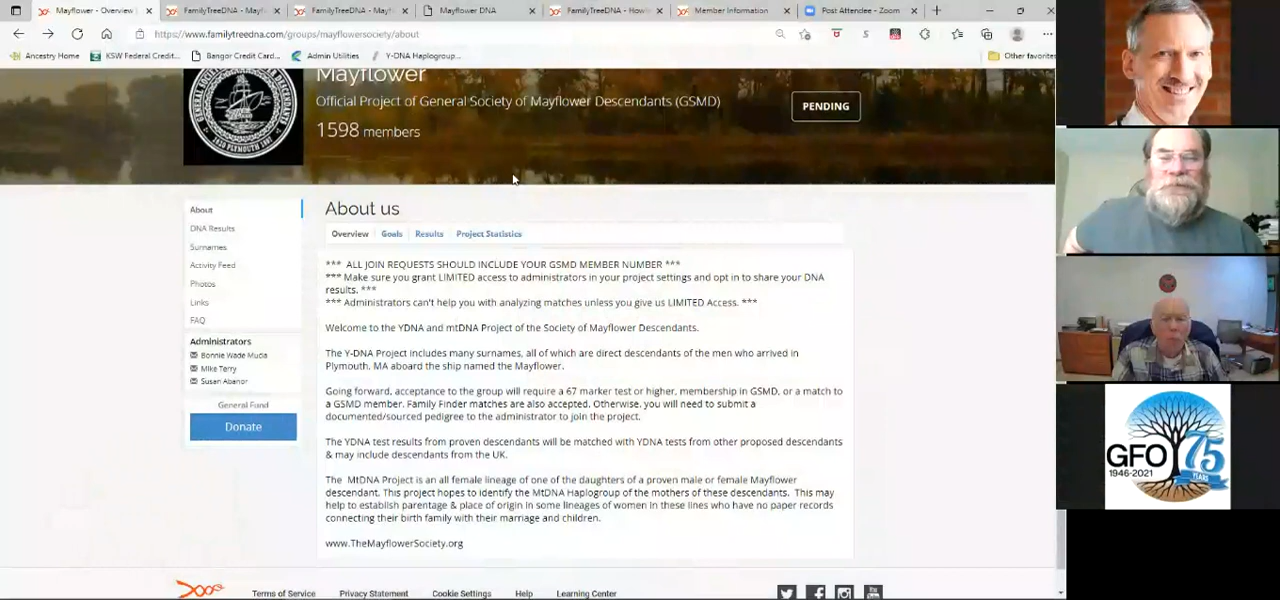 Mayflower - Overview
FamilyTreeDNA - Mayf
FamilyTreeDNA - Mayf
Mayflower DNA
FamilyTreeDNA - How
Member Information
Post Attendee - Zoom
https://www.familytreedna.com/groups/mayflowersociety/about
Ancestry Home
KSW Federal Credit...
Bangor Credit Card...
Admin Utilities
Y-DNA Haplogroup...
Other favorites
Mayflower
Official Project of General Society of Mayflower Descendants (GSMD)
1598 members
PENDING
About
DNA Results
Surnames
Activity Feed
Photos
Links
FAQ
Administrators
Bonnie Wade Mucia
Mike Terry
Susan Abanor
General Fund
Donate
About us
Overview Goals Results Project Statistics
*** ALL JOIN REQUESTS SHOULD INCLUDE YOUR GSMD MEMBER NUMBER ***
*** Make sure you grant LIMITED access to administrators in your project settings and opt in to share your DNA
results. ***
*** Administrators can't help you with analyzing matches unless you give us LIMITED Access. ***
Welcome to the YDNA and mtDNA Project of the Society of Mayflower Descendants.
The Y-DNA Project includes many surnames, all of which are direct descendants of the men who arrived in
Plymouth. MA aboard the ship named the Mayflower.
Going forward, acceptance to the group will require a 67 marker test or higher, membership in GSMD, or a match to
a GSMD member. Family Finder matches are also accepted. Otherwise, you will need to submit a
documented/sourced pedigree to the administrator to join the project.
The YDNA test results from proven descendants will be matched with YDNA tests from other proposed descendants
& may include descendants from the UK.
The MtDNA Project is an all female lineage of one of the daughters of a proven male or female Mayflower
descendant. This project hopes to identify the MtDNA Haplogroup of the mothers of these descendants. This may
help to establish parentage & place of origin in some lineages of women in these lines who have no paper records
connecting their birth family with their marriage and children.
www.TheMayflowerSociety.org
Terms of Service
Privacy Statement
Cookie Settings
Help
Learning Center
GFO 75
1946-2021 YEARS